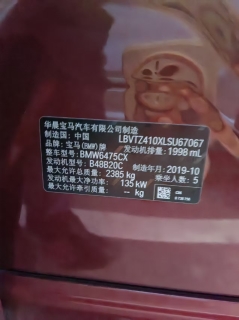 华晨宝马汽车有限公司制造
制造国：中国 LBVTZ410XLSU67067
品牌：宝马(BMW)牌 发动机排量：1998 mL
整车型号：BMW6475CX
发动机型号：B48B20C 制造年月：2019-10
最大允许总质量：2385 kg 乘坐人数：5
发动机最大净功率：135 kW
最大允许牵引质量：-- kg